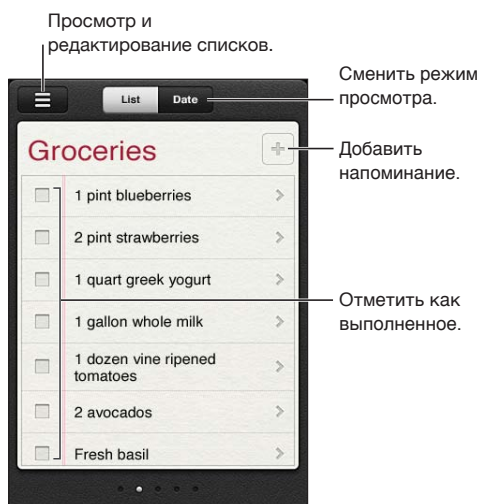 Просмотр и
редактирование списков.
Сменить режим
просмотра.
List Date
Groceries
Добавить
напоминание.
1 pint blueberries
2 pint strawberries
1 quart greek yogurt
1 gallon whole milk
Отметить как
выполненное.
1 dozen vine ripened
tomatoes
2 avocados
Fresh basil